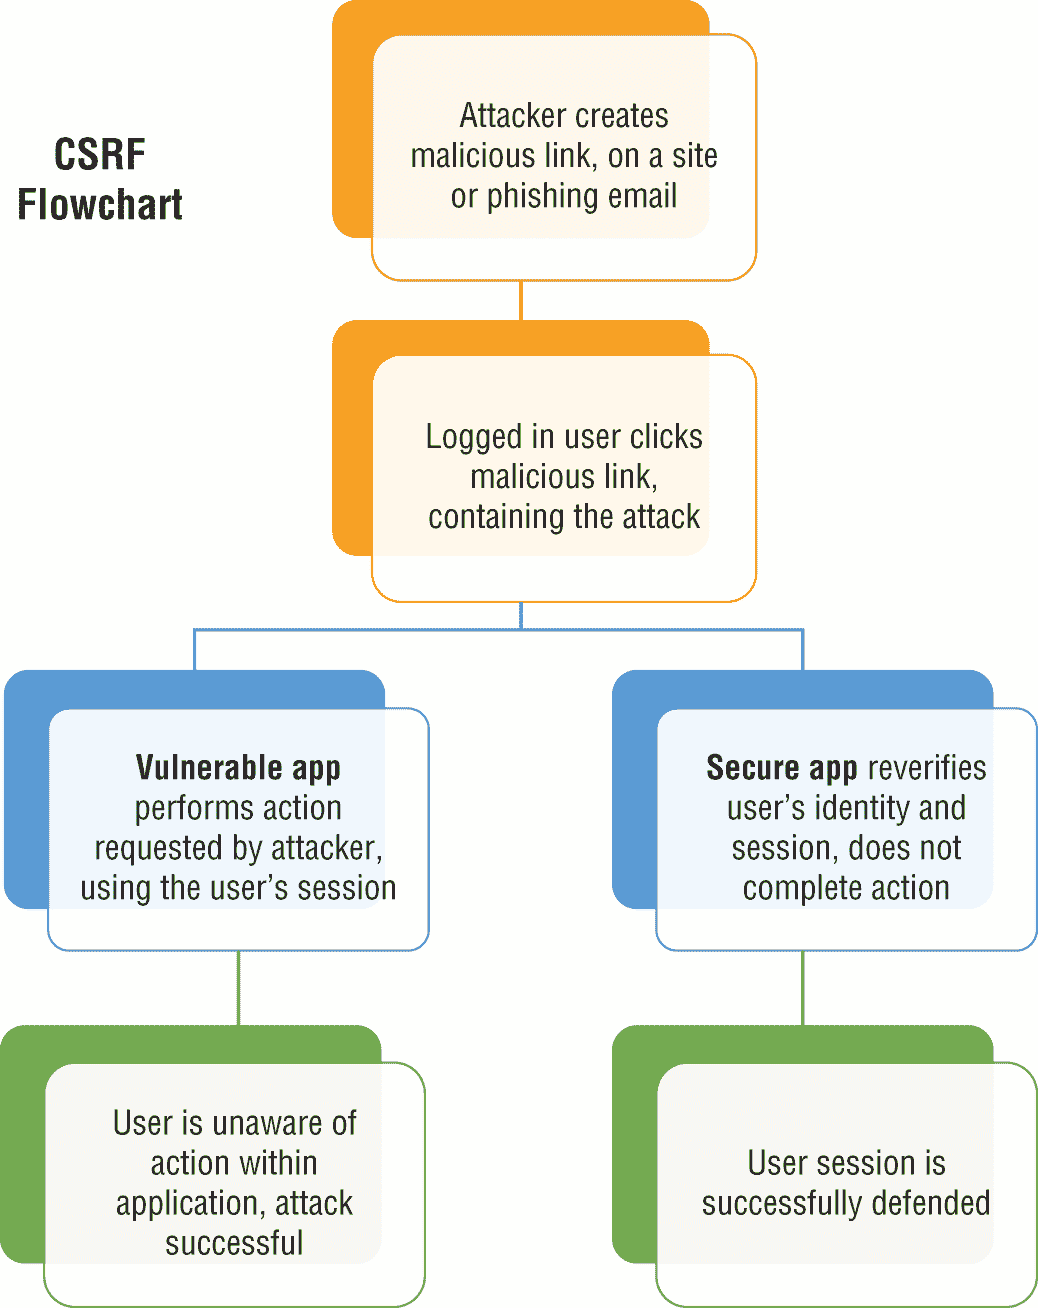 CSRF
Flowchart
Attacker creates
malicious link, on a site
or phishing email
Logged in user clicks
malicious link,
containing the attack
Vulnerable app
performs action
requested by attacker,
using the user's session
Secure app reverifies
user's identity and
session, does not
complete action
User is unaware of
action within
application, attack
successful
User session is
successfully defended